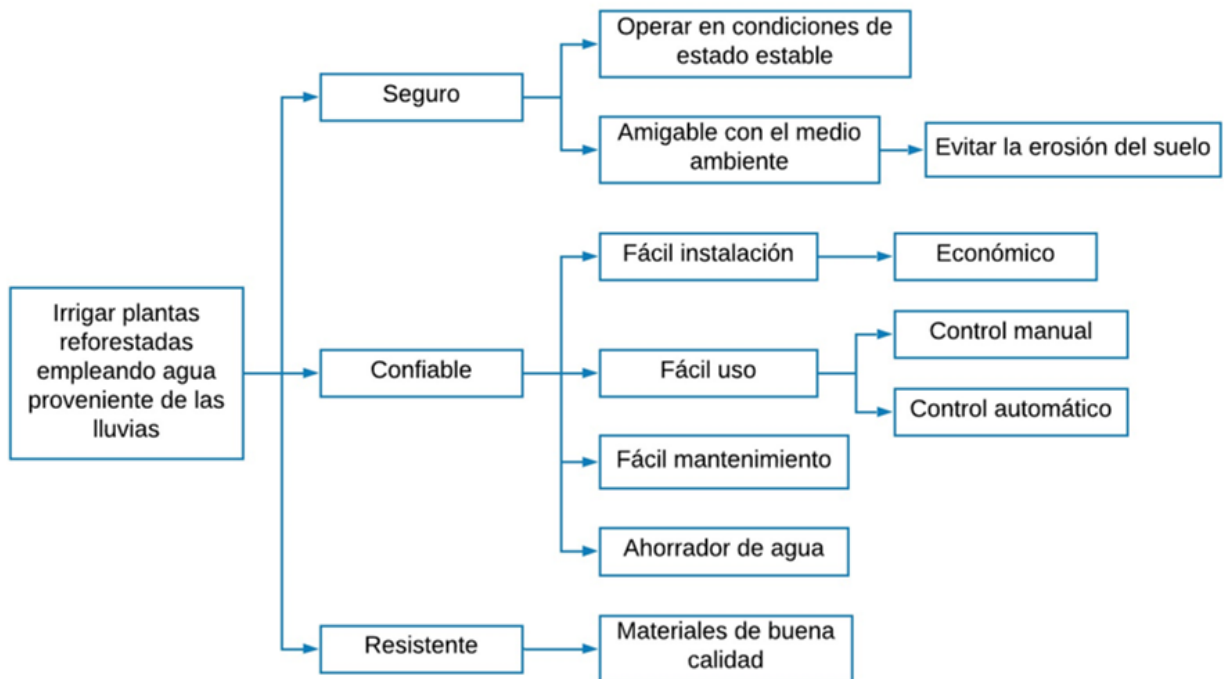 Operar en condiciones de
estado estable
Seguro
Amigable con el medio
ambiente
Evitar la erosión del suelo
Fácil instalación
Económico
Irrigar plantas
reforestadas
empleando agua
proveniente de las
lluvias
Confiable
Fácil uso
Control manual
Control automático
Fácil mantenimiento
Ahorrador de agua
Resistente
Materiales de buena
calidad